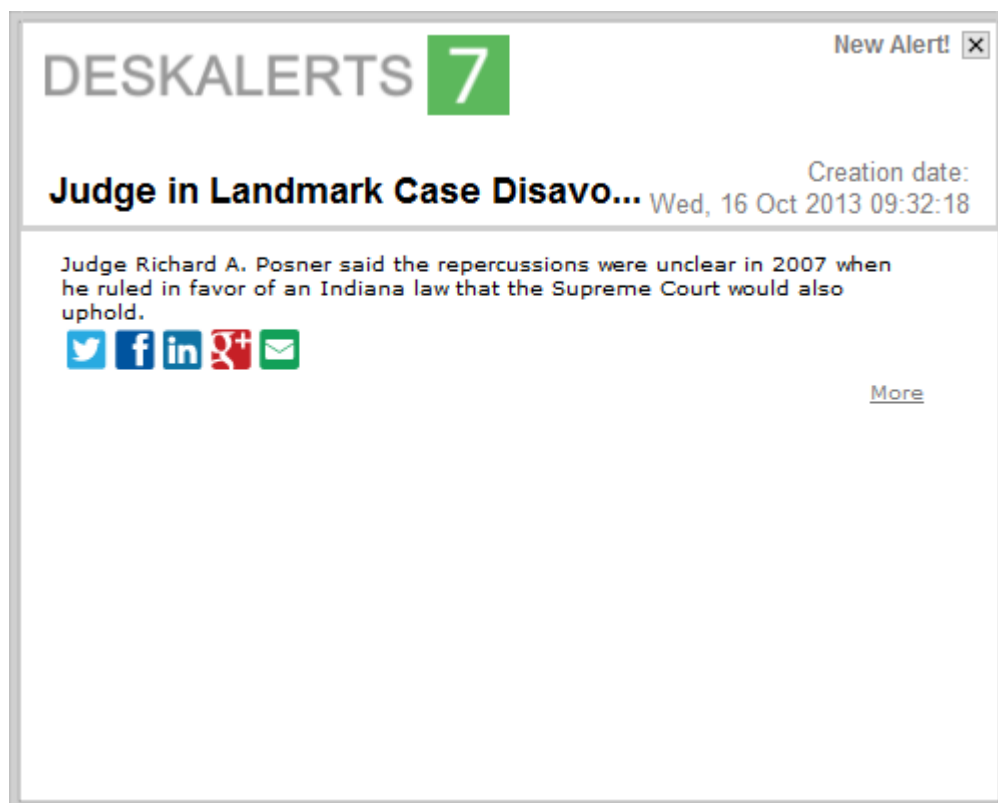 New Alert!
DESKALERTS 7
Judge in Landmark Case Disavo...
Creation date:
Wed, 16 Oct 2013 09:32:18
Judge Richard A. Posner said the repercussions were unclear in 2007 when
he ruled in favor of an Indiana law that the Supreme Court would also
uphold.
More